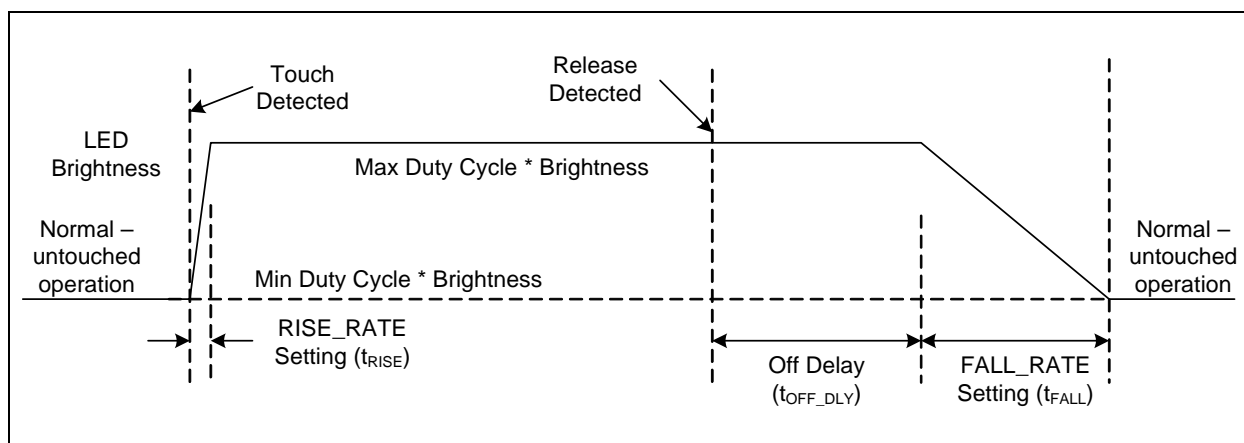 Touch
Detected
Release
Detected
LED
Brightness
Max Duty Cycle * Brightness
Normal –
untouched
operation
Normal –
untouched
operation
Min Duty Cycle * Brightness
RISE_RATE
Setting (tRISE)
Off Delay
(tOFF_DLY)
FALL_RATE
Setting (tFALL)